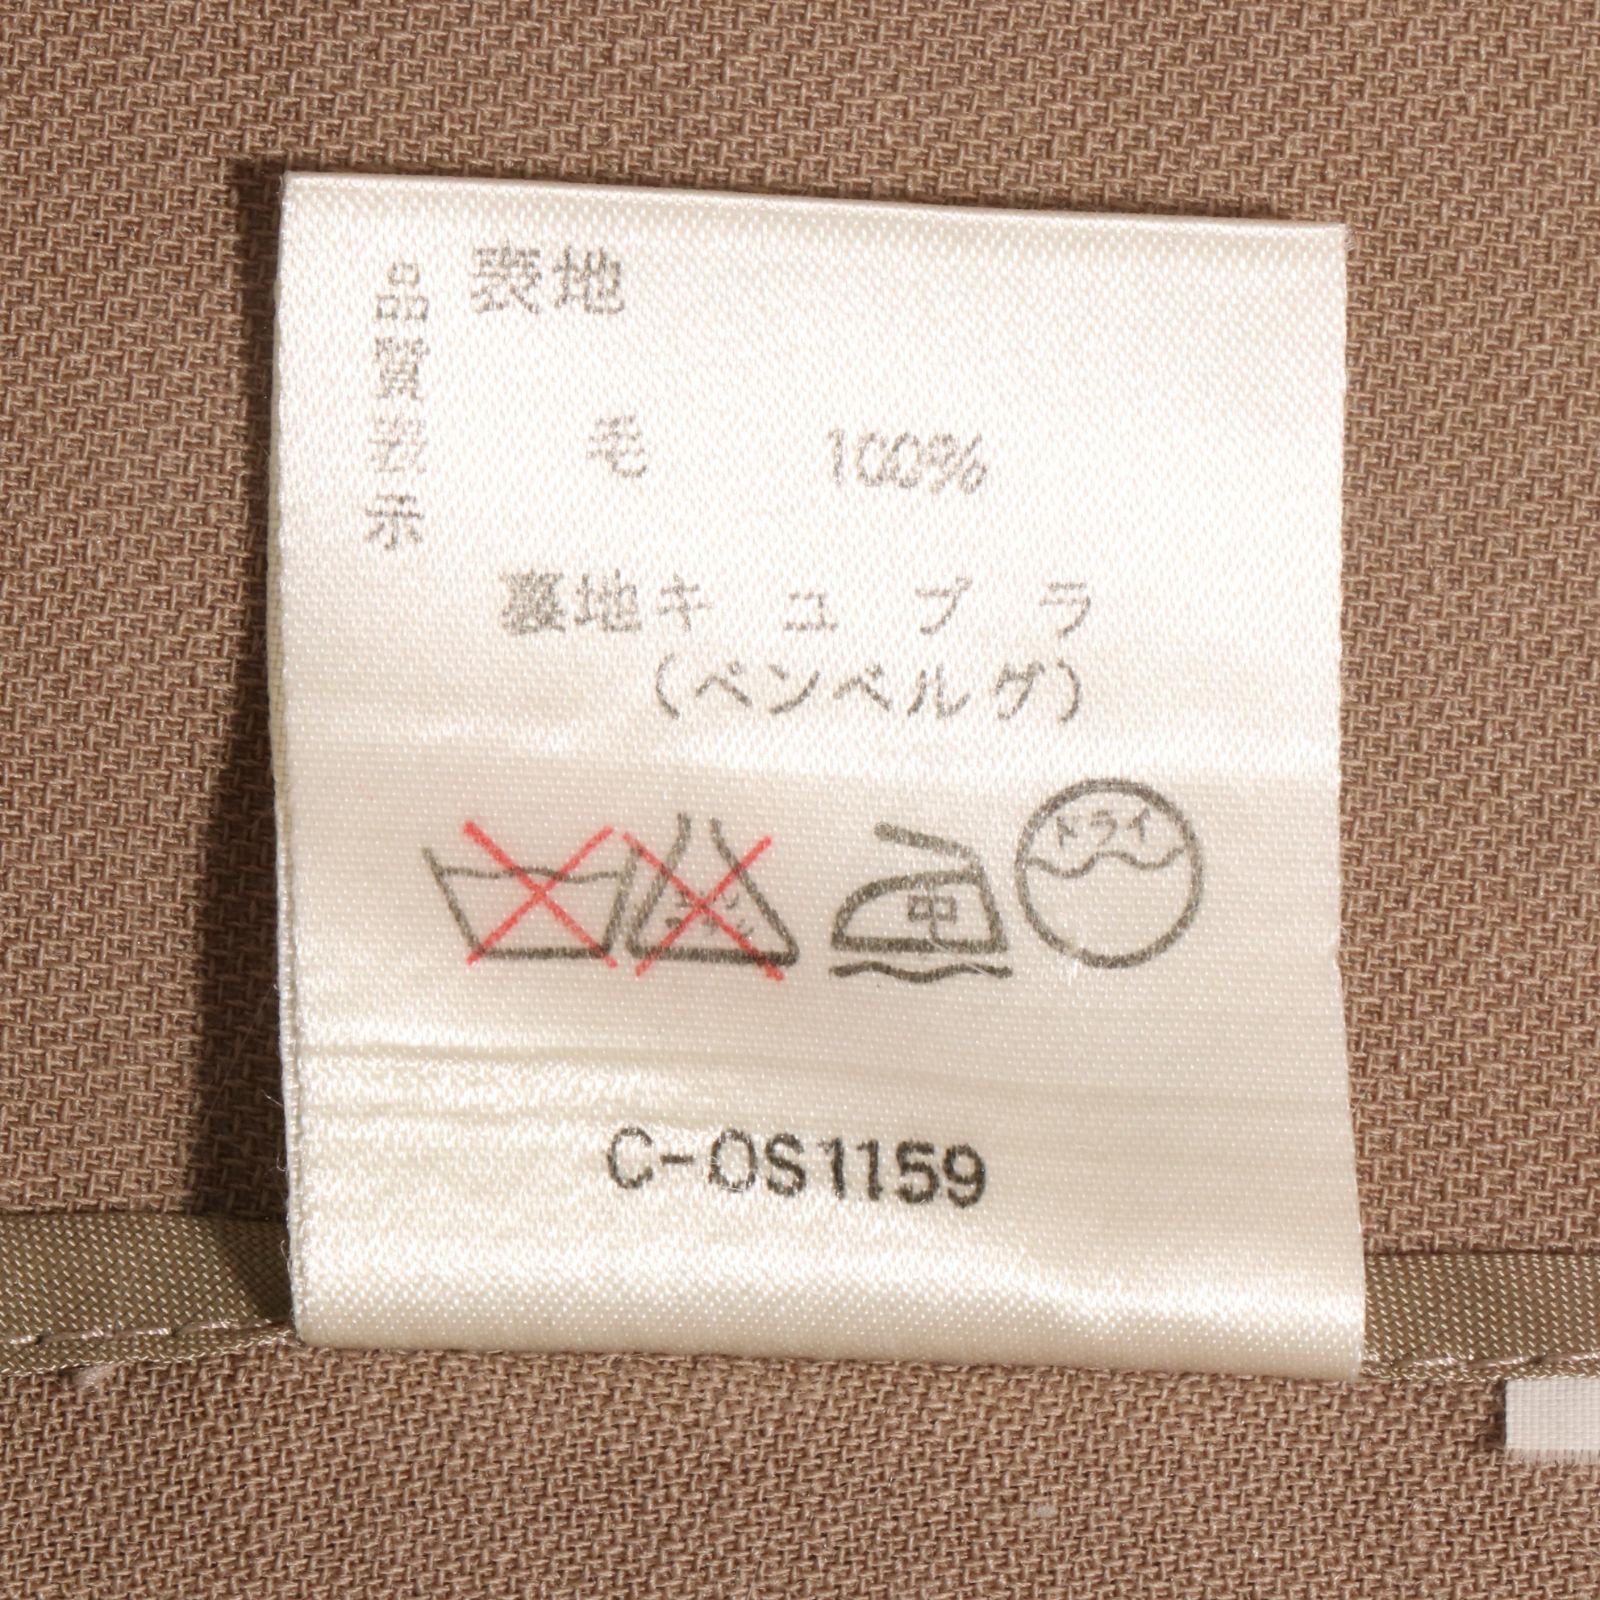 品質表示
表地
毛 100%
裏地キュプラ
(ベンベルグ)
中
ドライ
C-OS1159